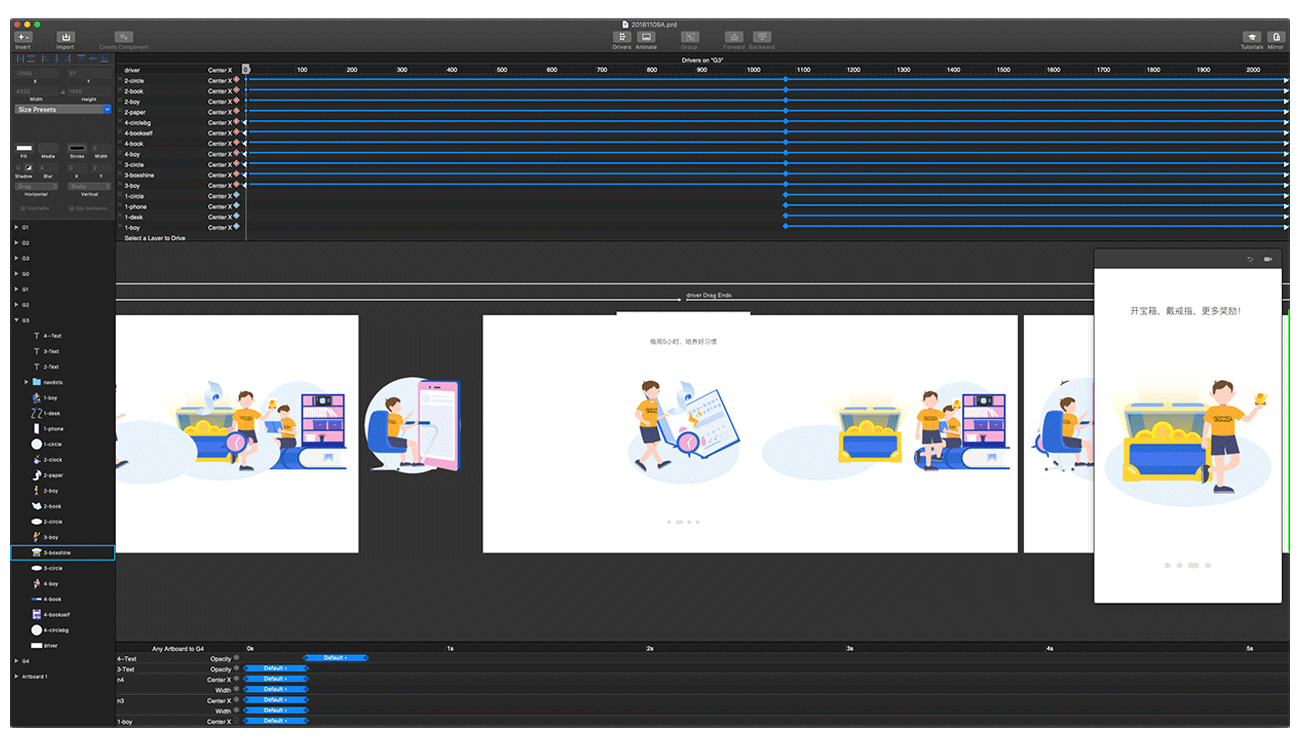 20181109A.prd
Insert Import Create Component Drivers Animate Group Forward Backward Tutorials Mirror
Drivers on "G3"
-2160 37
X Y
4320 1900
Width Height
Size Presets
Fill Media Stroke Width
Shadow Blur X Y
Drag Static
Horizontal Vertical
Touchable Clip Sublayers
driver Center X 0 100 200 300 400 500 600 700 800 900 1000 1100 1200 1300 1400 1500 1600 1700 1800 1900 2000
2-circle Center X
2-book Center X
2-boy Center X
2-paper Center X
4-circlebg Center X
4-bookself Center X
4-book Center X
4-boy Center X
3-circle Center X
3-boxshine Center X
3-boy Center X
1-circle Center X
1-phone Center X
1-desk Center X
1-boy Center X
Select a Layer to Drive
01
02
03
G0
G1
G2
G3
4--Text
3-Text
2-Text
navdots
1-boy
1-desk
1-phone
1-circle
2-clock
2-paper
2-boy
2-book
2-circle
3-boy
3-boxshine
3-circle
4-boy
4-book
4-bookself
4-circlebg
driver
G4
Artboard 1
driver Drag Ends
每周5小时，培养好习惯
开宝箱，戴戒指，更多奖励！
Any Artboard to G4 0s 1s 2s 3s 4s 5s
4--Text Opacity Default
3-Text Opacity Default
n4 Center X Default
Width Default
n3 Center X Default
Width Default
1-boy Center X Default